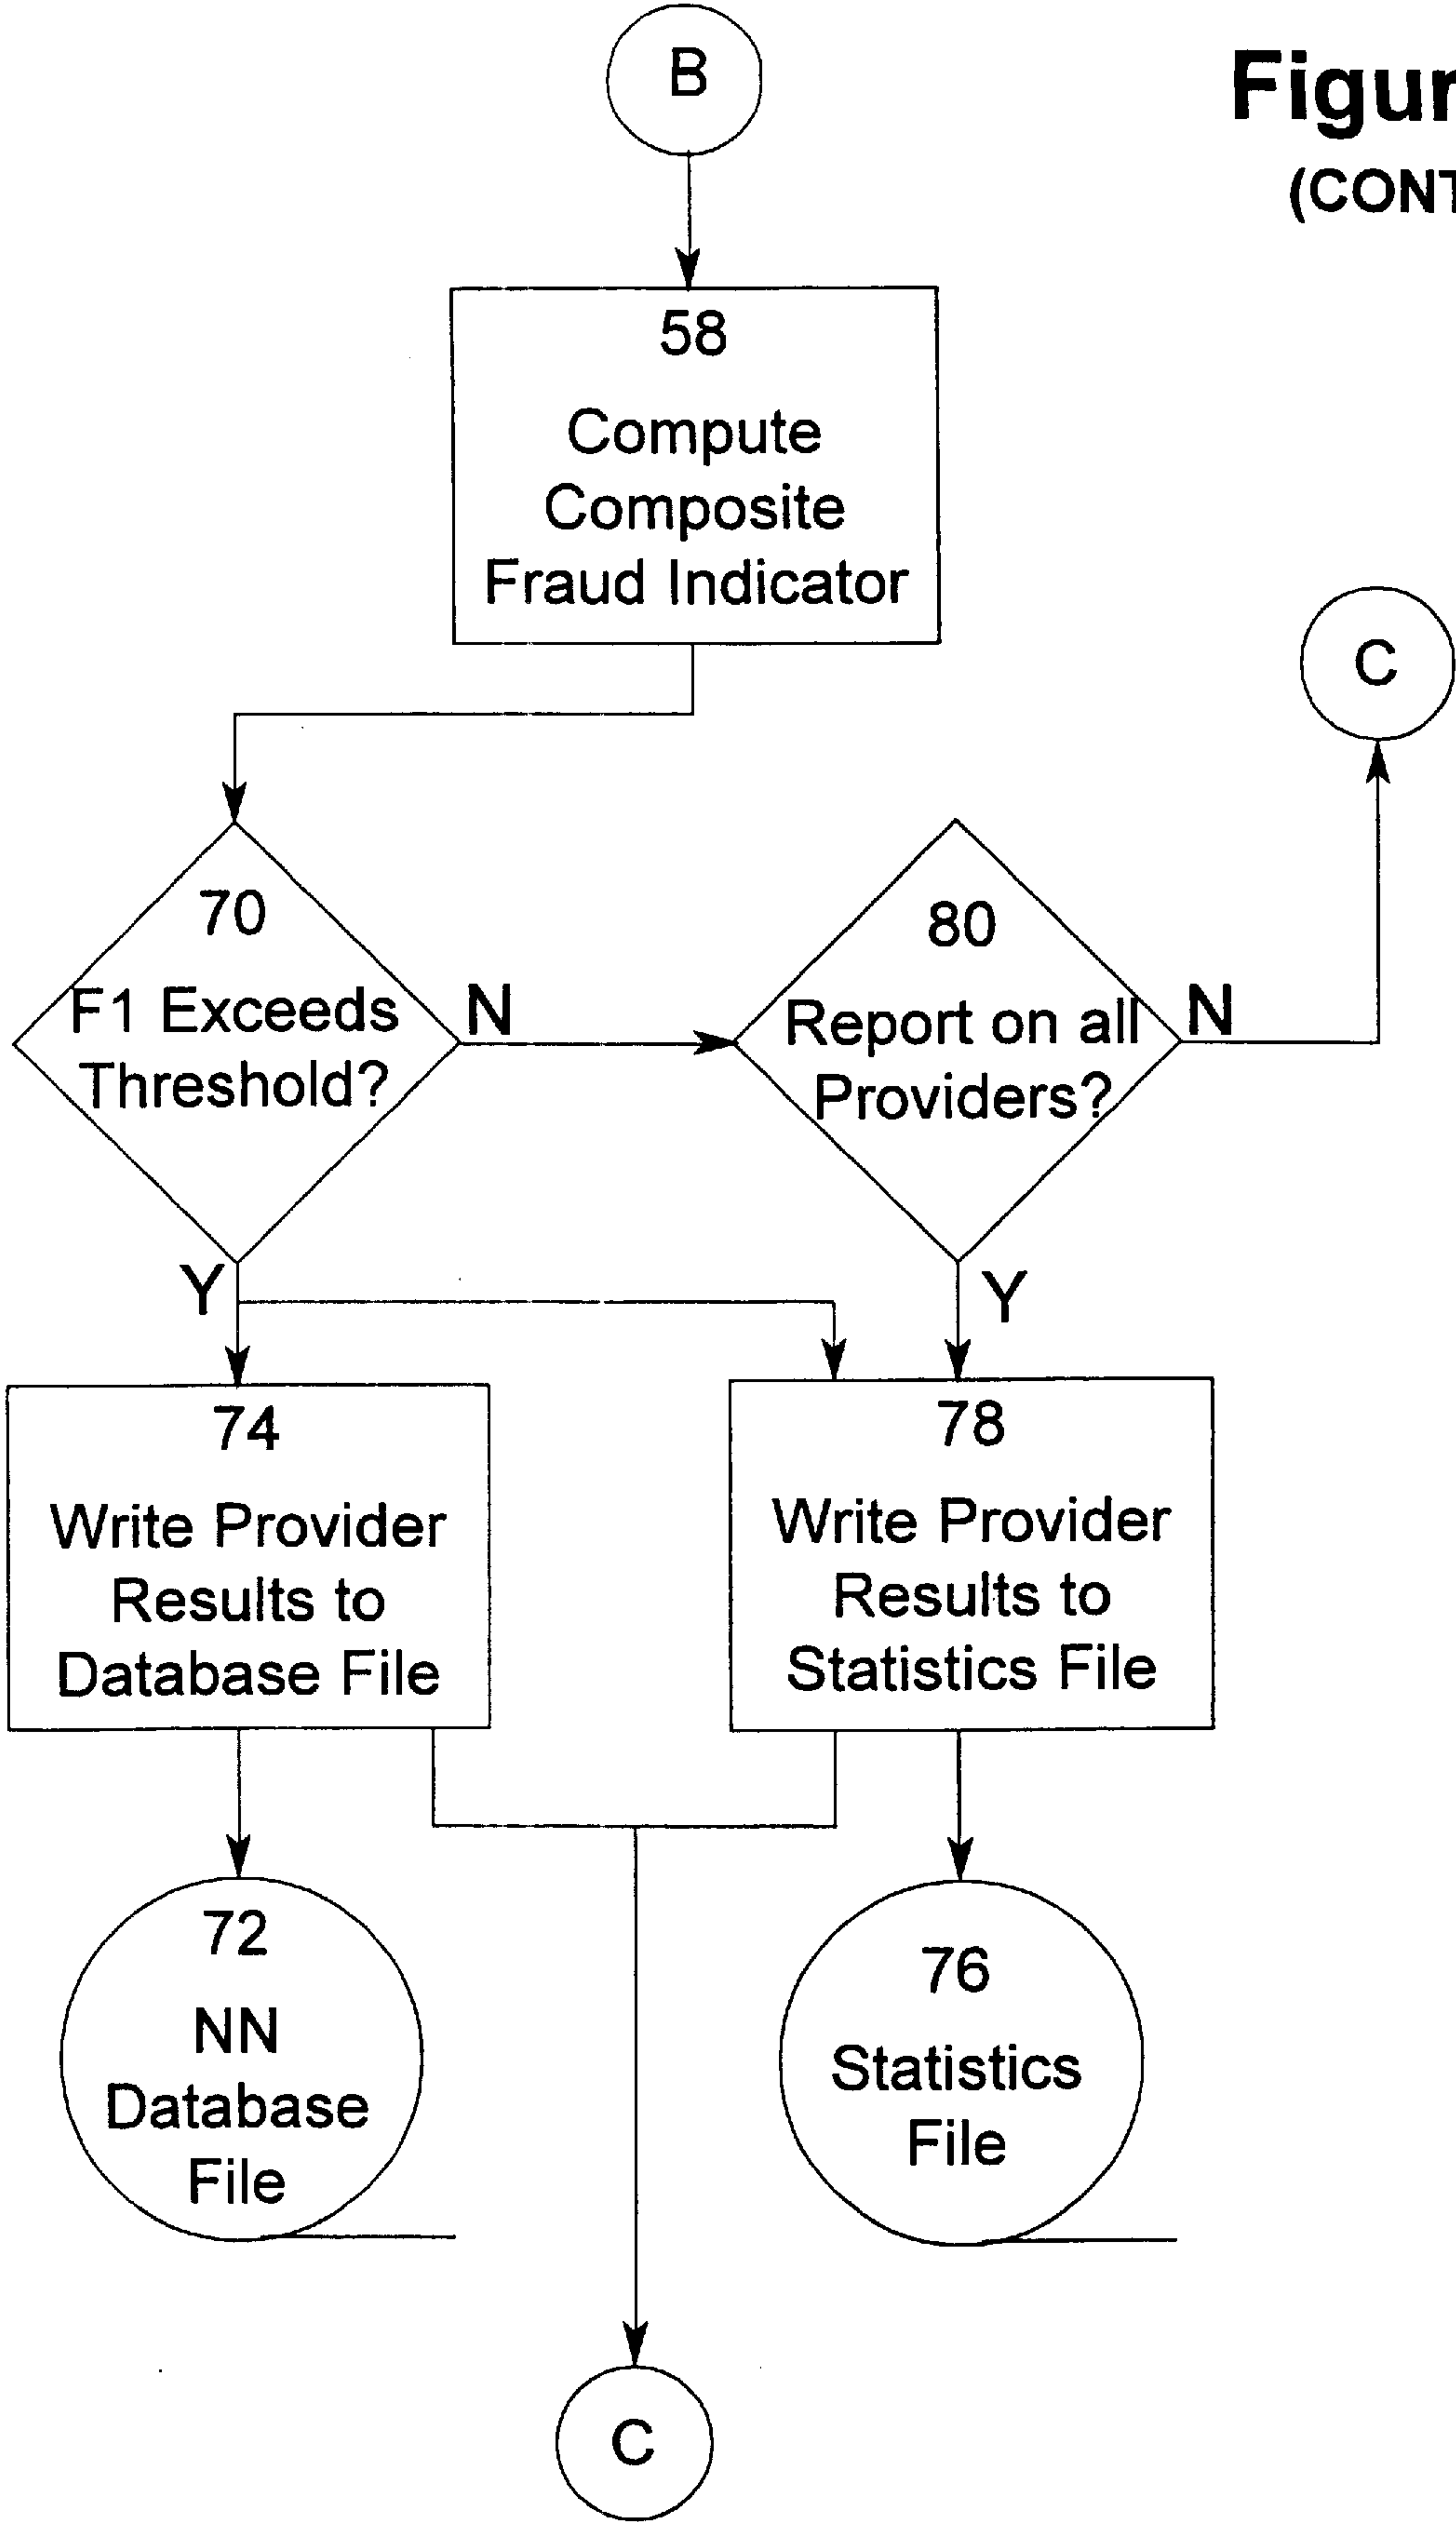 B
Figur
(CONT
58
Compute
Composite
Fraud Indicator
C
70
F1 Exceeds
Threshold?
N
80
Report on all
Providers?
N
Y
Y
74
Write Provider
Results to
Database File
78
Write Provider
Results to
Statistics File
72
NN
Database
File
76
Statistics
File
C